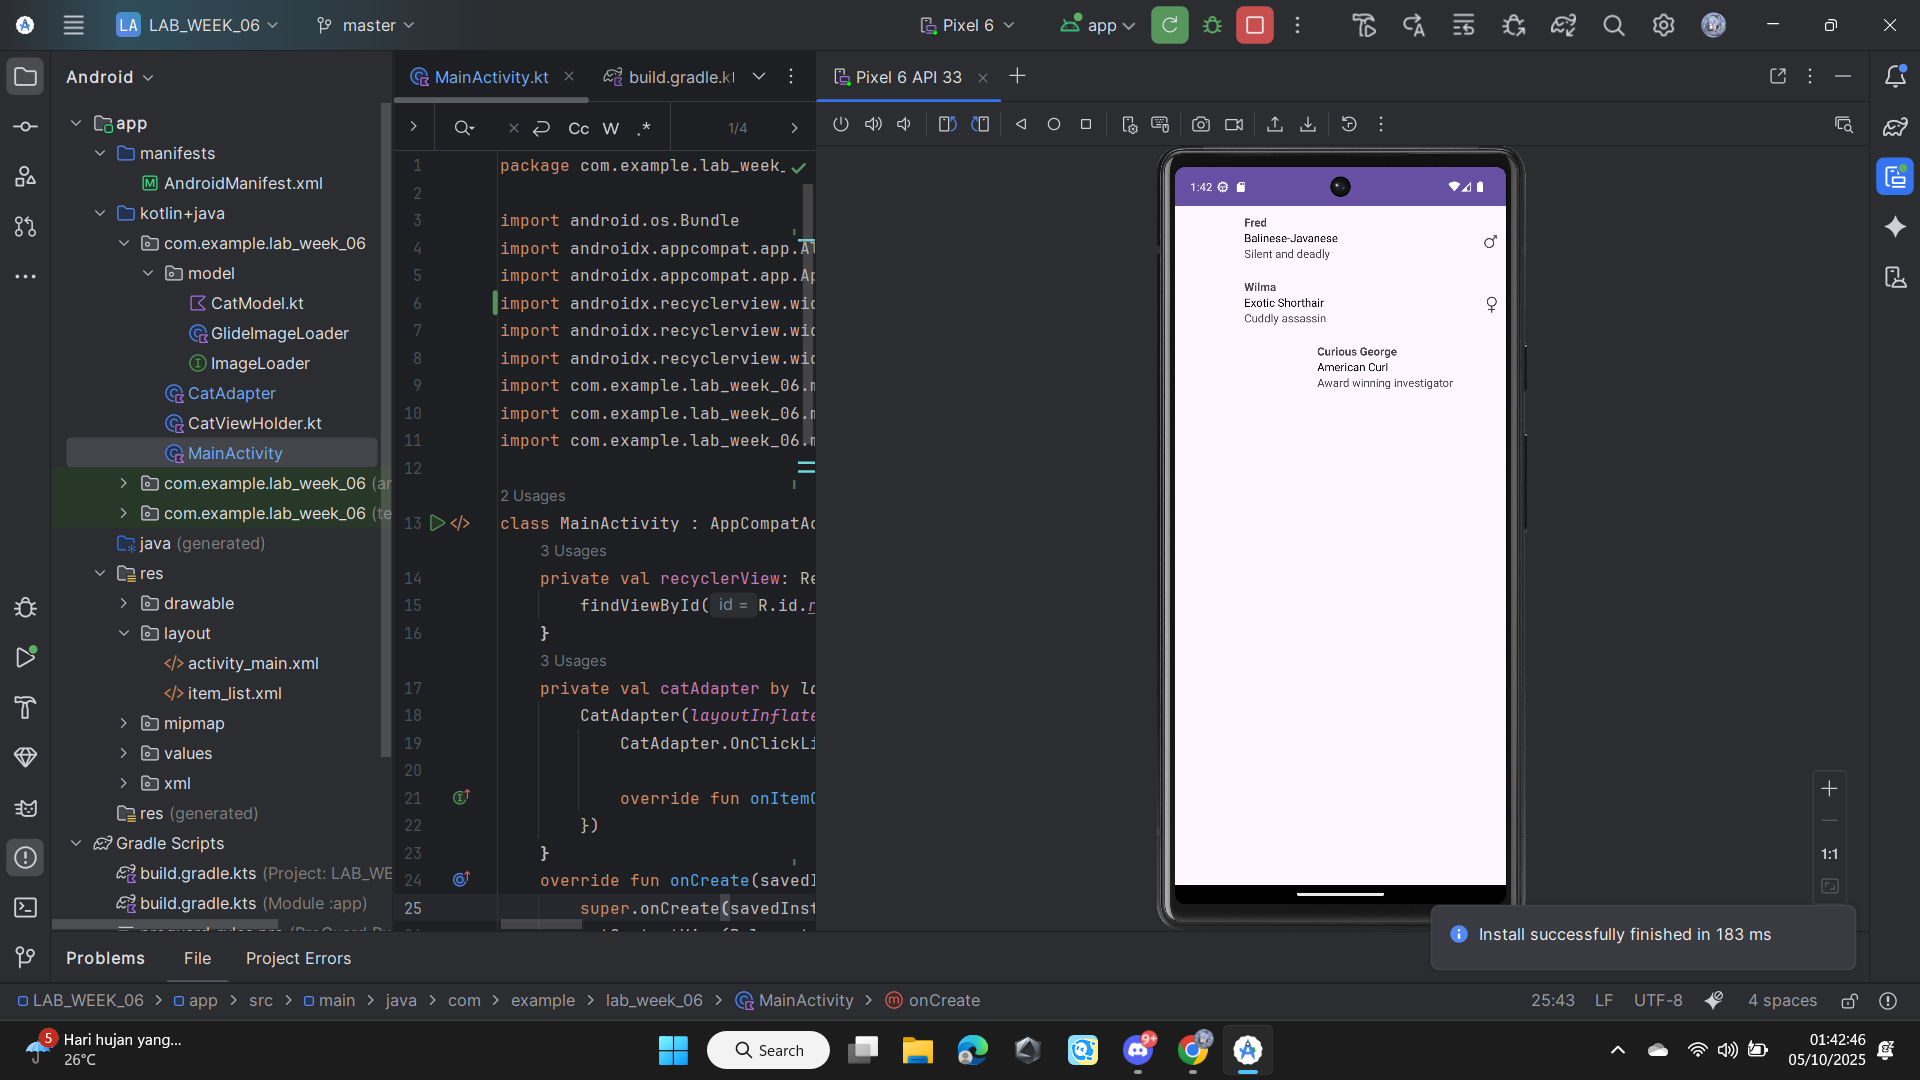 LA LAB_WEEK_06
master
Pixel 6
app
Android
MainActivity.kt
build.gradle.kt
Pixel 6 API 33
Cc W .*
1/4
app
manifests
AndroidManifest.xml
kotlin+java
com.example.lab_week_06
model
CatModel.kt
GlideImageLoader
ImageLoader
CatAdapter
CatViewHolder.kt
MainActivity
com.example.lab_week_06 (ar
com.example.lab_week_06 (te
java (generated)
res
drawable
layout
activity_main.xml
item_list.xml
mipmap
values
xml
res (generated)
Gradle Scripts
build.gradle.kts (Project: LAB_WE
build.gradle.kts (Module :app)
1 package com.example.lab_week_
2
3 import android.os.Bundle
4 import androidx.appcompat.app.Al
5 import androidx.appcompat.app.Ap
6 import androidx.recyclerview.wid
7 import androidx.recyclerview.wid
8 import androidx.recyclerview.wid
9 import com.example.lab_week_06.m
10 import com.example.lab_week_06.m
11 import com.example.lab_week_06.m
12
2 Usages
13 class MainActivity : AppCompatAc
3 Usages
14 private val recyclerView: Re
15 findViewById( id = R.id.r
16 }
3 Usages
17 private val catAdapter by la
18 CatAdapter(layoutInflate
19 CatAdapter.OnClickLi
20
21 override fun onItemC
22 })
23 }
24 override fun onCreate(savedI
25 super.onCreate(savedInst
1:42
Fred
Balinese-Javanese
Silent and deadly
♂
Wilma
Exotic Shorthair
Cuddly assassin
♀
Curious George
American Curl
Award winning investigator
1:1
Install successfully finished in 183 ms
Problems File Project Errors
LAB_WEEK_06 > app > src > main > java > com > example > lab_week_06 > MainActivity > onCreate
25:43 LF UTF-8 4 spaces
5
Hari hujan yang...
26°C
Search
9+
01:42:46
05/10/2025